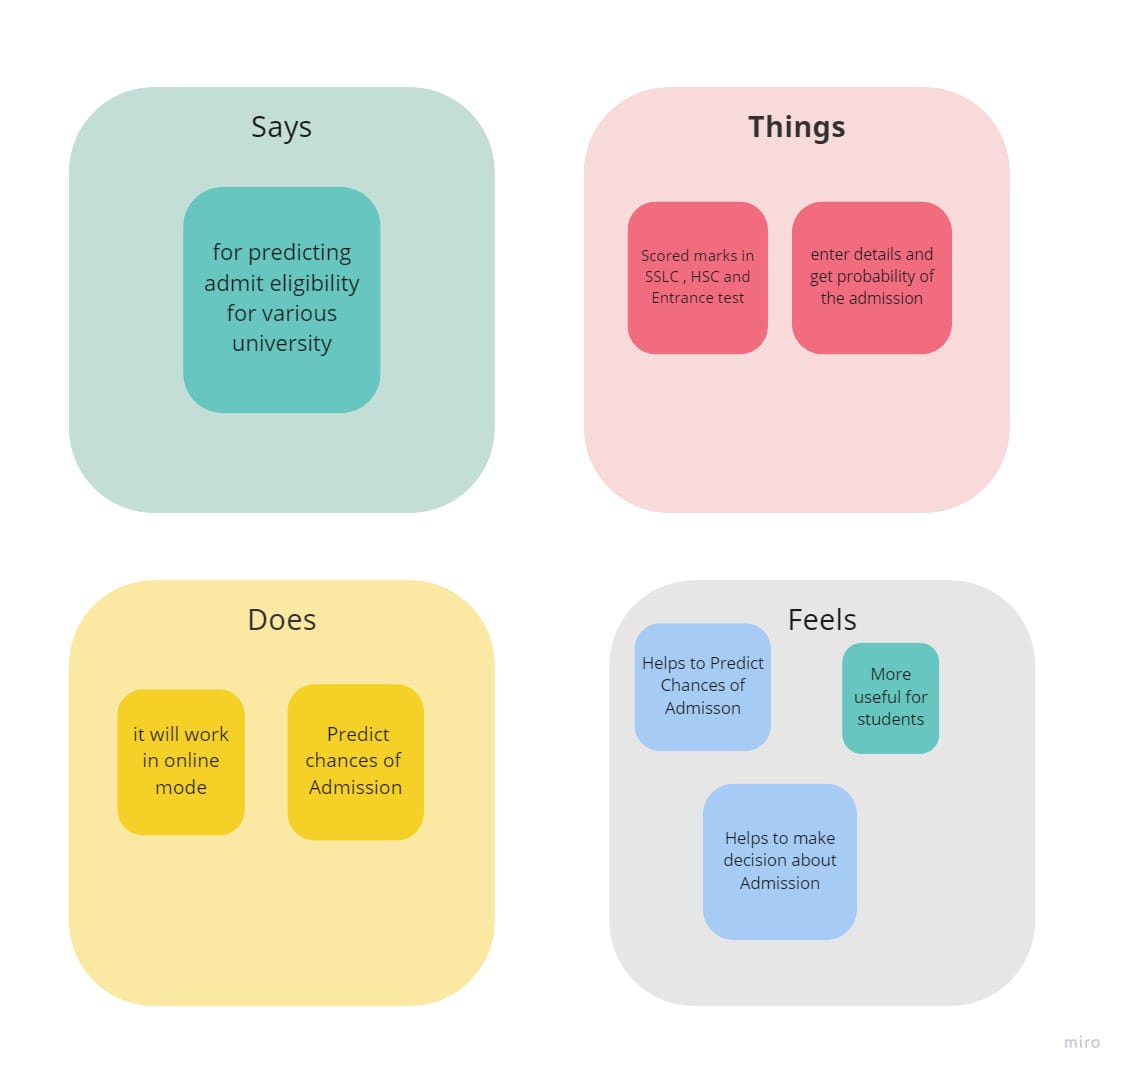 Says
for predicting
admit eligibility
for various
university
Things
Scored marks in
SSLC , HSC and
Entrance test
enter details and
get probability of
the admission
Does
it will work
in online
mode
Predict
chances of
Admission
Feels
Helps to Predict
Chances of
Admisson
More
useful for
students
Helps to make
decision about
Admission
miro